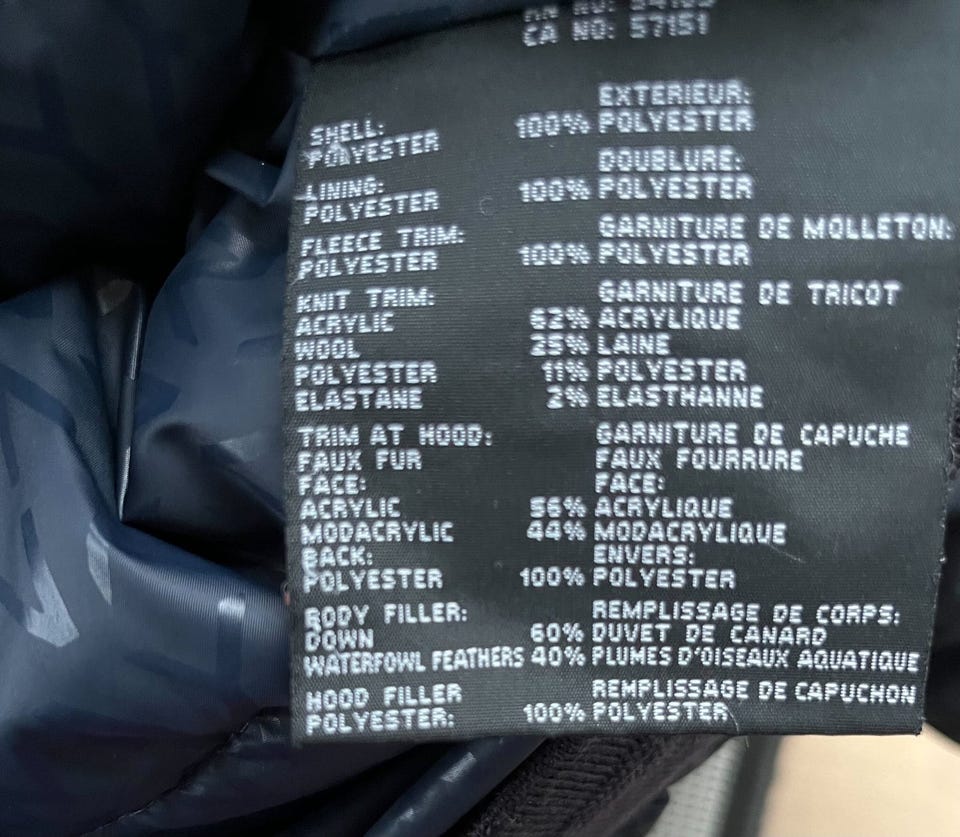 CA NO: 57151
EXTERIEUR:
SHELL: 100% POLYESTER
POLYESTER
DOUBLURE:
LINING: 100% POLYESTER
POLYESTER
GARNITURE DE MOLLETON:
FLEECE TRIM: 100% POLYESTER
POLYESTER
KNIT TRIM: GARNITURE DE TRICOT
ACRYLIC 62% ACRYLIQUE
WOOL 25% LAINE
POLYESTER 11% POLYESTER
ELASTANE 2% ELASTHANNE
TRIM AT HOOD: GARNITURE DE CAPUCHE
FAUX FUR FAUX FOURRURE
FACE: FACE:
ACRYLIC 56% ACRYLIQUE
MODACRYLIC 44% MODACRYLIQUE
BACK: ENVERS:
POLYESTER 100% POLYESTER
BODY FILLER: REMPLISSAGE DE CORPS:
DOWN 60% DUVET DE CANARD
WATERFOWL FEATHERS 40% PLUMES D'OISEAUX AQUATIQUE
HOOD FILLER REMPLISSAGE DE CAPUCHON
POLYESTER: 100% POLYESTER